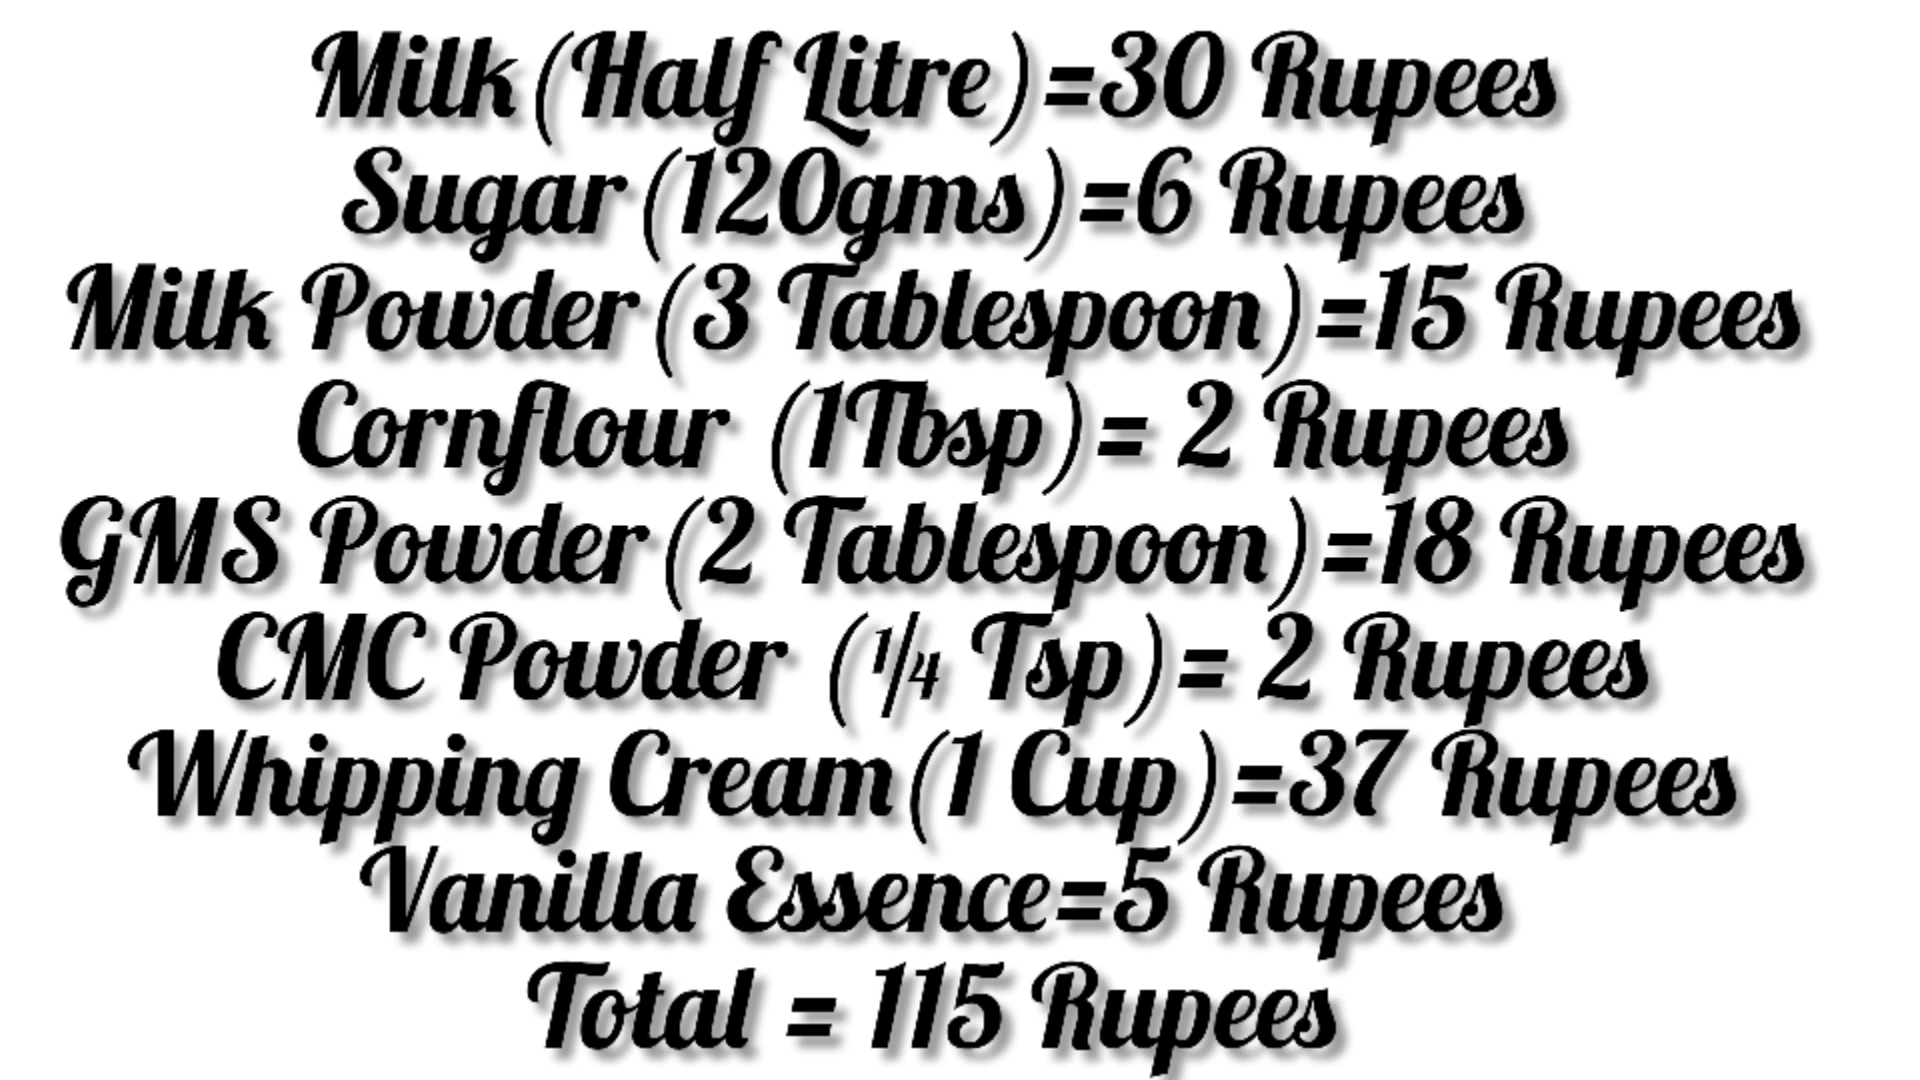 Milk(Half Litre)=30 Rupees
Sugar(120gms)=6 Rupees
Milk Powder(3 Tablespoon)=15 Rupees
Cornflour (1Tbsp)= 2 Rupees
GMS Powder(2 Tablespoon)=18 Rupees
CMC Powder (¼ Tsp)= 2 Rupees
Whipping Cream(1 Cup)=37 Rupees
Vanilla Essence=5 Rupees
Total = 115 Rupees